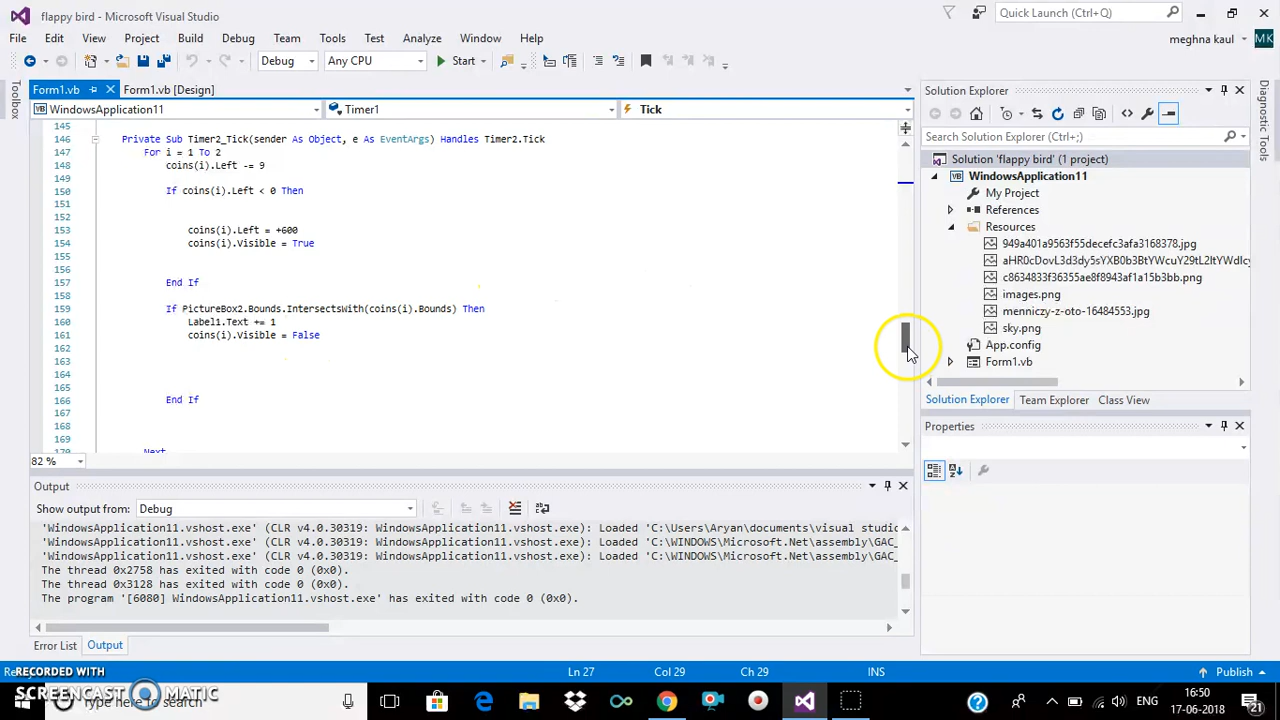 flappy bird - Microsoft Visual Studio
Quick Launch (Ctrl+Q)
File Edit View Project Build Debug Team Tools Test Analyze Window Help
meghna kaul MK
Debug Any CPU Start
Toolbox
Form1.vb Form1.vb [Design]
WindowsApplication11 Timer1 Tick
145
146 Private Sub Timer2_Tick(sender As Object, e As EventArgs) Handles Timer2.Tick
147 For i = 1 To 2
148 coins(i).Left -= 9
149
150 If coins(i).Left < 0 Then
151
152
153 coins(i).Left = +600
154 coins(i).Visible = True
155
156
157 End If
158
159 If PictureBox2.Bounds.IntersectsWith(coins(i).Bounds) Then
160 Label1.Text += 1
161 coins(i).Visible = False
162
163
164
165
166 End If
167
168
169
170 Next
82 %
Output
Show output from: Debug
'WindowsApplication11.vshost.exe' (CLR v4.0.30319: WindowsApplication11.vshost.exe): Loaded 'C:\Users\Aryan\documents\visual studio
'WindowsApplication11.vshost.exe' (CLR v4.0.30319: WindowsApplication11.vshost.exe): Loaded 'C:\WINDOWS\Microsoft.Net\assembly\GAC_
'WindowsApplication11.vshost.exe' (CLR v4.0.30319: WindowsApplication11.vshost.exe): Loaded 'C:\WINDOWS\Microsoft.Net\assembly\GAC_
The thread 0x2758 has exited with code 0 (0x0).
The thread 0x3128 has exited with code 0 (0x0).
The program '[6080] WindowsApplication11.vshost.exe' has exited with code 0 (0x0).
Error List Output
Solution Explorer
Search Solution Explorer (Ctrl+;)
Solution 'flappy bird' (1 project)
WindowsApplication11
My Project
References
Resources
949a401a9563f55decefc3afa3168378.jpg
aHR0cDovL3d3dy5sYXB0b3BtYWcuY29tL2ltYWdlc
c8634833f36355ae8f8943af1a15b3bb.png
images.png
menniczy-z-oto-16484553.jpg
sky.png
App.config
Form1.vb
Solution Explorer Team Explorer Class View
Properties
Diagnostic Tools
Ln 27 Col 29 Ch 29 INS Publish
RECORDED WITH
SCREENCAST MATIC
Type here to search
ENG
16:50
17-06-2018
21